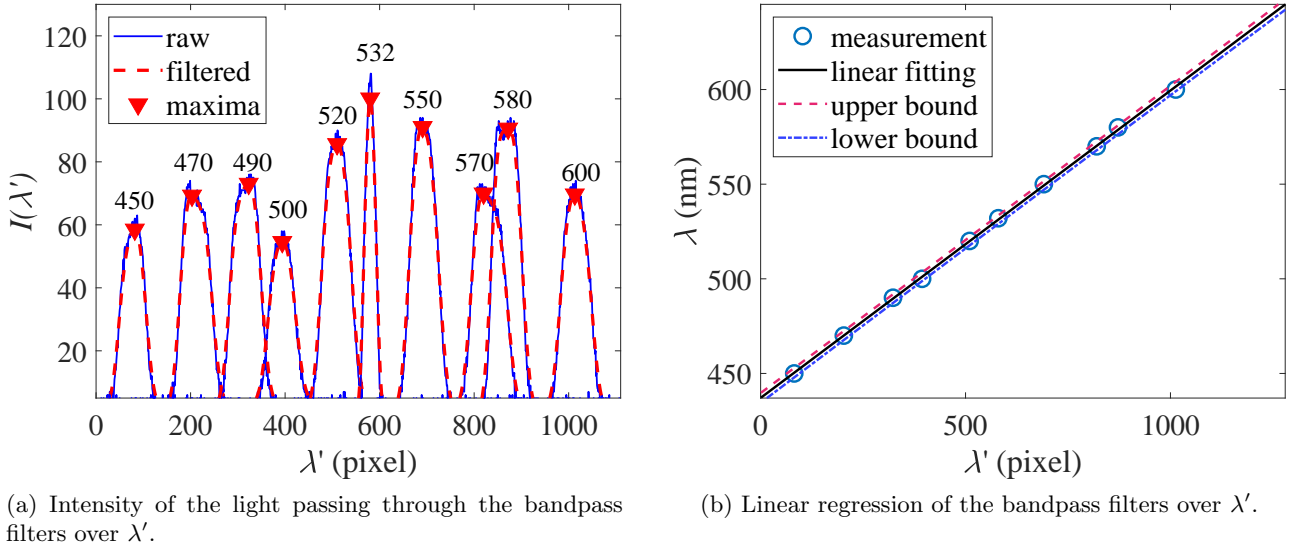 120
100
80
60
40
20
I(λ')
raw
filtered
maxima
450
470
490
500
520
532
550
570
580
600
0
200
400
600
800
1000
λ' (pixel)
(a) Intensity of the light passing through the bandpass
filters over λ′.
600
550
500
450
λ (nm)
measurement
linear fitting
upper bound
lower bound
0
500
1000
λ' (pixel)
(b) Linear regression of the bandpass filters over λ′.